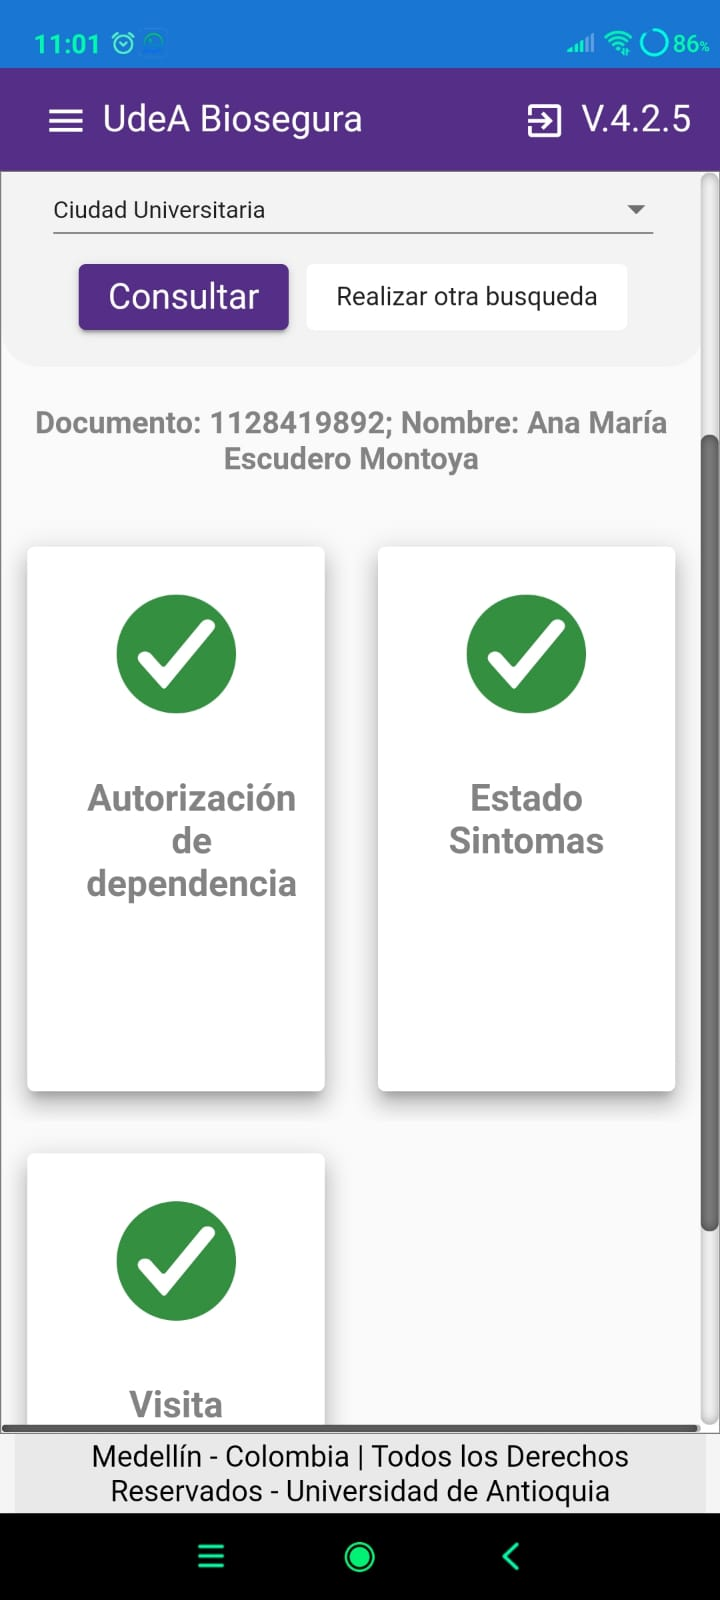 11:01 86%
UdeA Biosegura V.4.2.5
Ciudad Universitaria
Consultar Realizar otra busqueda
Documento: 1128419892; Nombre: Ana María
Escudero Montoya
Autorización
de
dependencia
Estado
Sintomas
Visita
Medellín - Colombia | Todos los Derechos
Reservados - Universidad de Antioquia